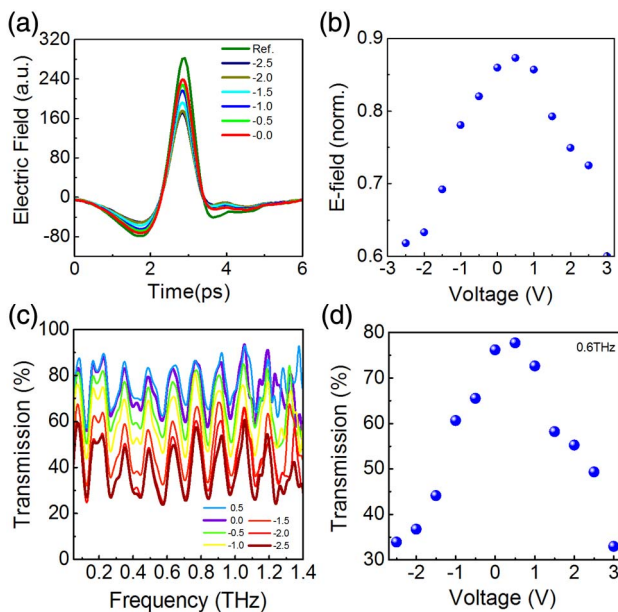 (a)
320
240
160
80
0
-80
Electric Field (a.u.)
Ref.
-2.5
-2.0
-1.5
-1.0
-0.5
-0.0
0 2 4 6
Time(ps)
(b)
0.9
0.8
0.7
0.6
E-field (norm.)
-3 -2 -1 0 1 2 3
Voltage (V)
(c)
100
80
60
40
20
0
Transmission (%)
0.5
0.0 -1.5
-0.5 -2.0
-1.0 -2.5
0.2 0.4 0.6 0.8 1.0 1.2 1.4
Frequency (THz)
(d)
80
70
60
50
40
30
Transmission (%)
0.6THz
-2 -1 0 1 2 3
Voltage (V)